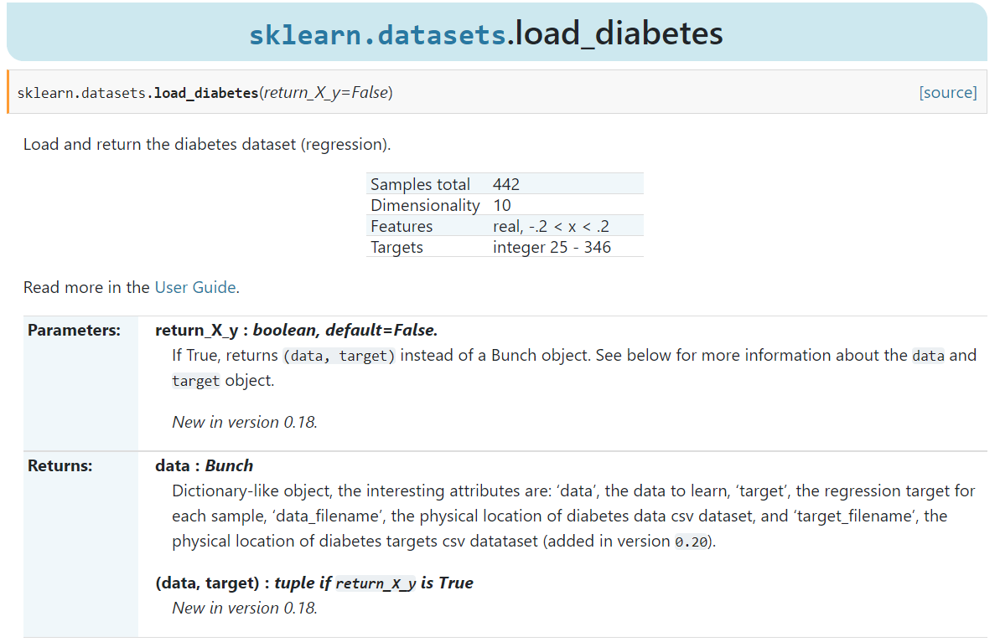 sklearn.datasets.load_diabetes
sklearn.datasets.load_diabetes(return_X_y=False) [source]
Load and return the diabetes dataset (regression).
Samples total 442
Dimensionality 10
Features real, -.2 < x < .2
Targets integer 25 - 346
Read more in the User Guide.
Parameters: return_X_y : boolean, default=False.
If True, returns (data, target) instead of a Bunch object. See below for more information about the data and
target object.
New in version 0.18.
Returns: data : Bunch
Dictionary-like object, the interesting attributes are: ‘data’, the data to learn, ‘target’, the regression target for
each sample, ‘data_filename’, the physical location of diabetes data csv dataset, and ‘target_filename’, the
physical location of diabetes targets csv datataset (added in version 0.20).
(data, target) : tuple if return_X_y is True
New in version 0.18.